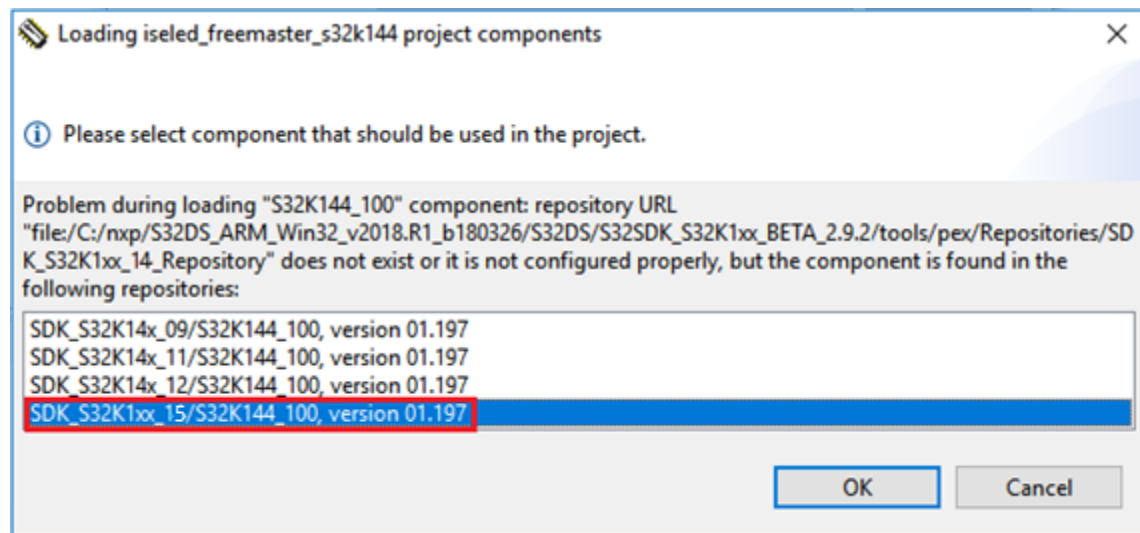 Loading iseled_freemaster_s32k144 project components
Please select component that should be used in the project.
Problem during loading "S32K144_100" component: repository URL
"file:/C:/nxp/S32DS_ARM_Win32_v2018.R1_b180326/S32DS/S32SDK_S32K1xx_BETA_2.9.2/tools/pex/Repositories/SD
K_S32K1xx_14_Repository" does not exist or it is not configured properly, but the component is found in the
following repositories:
SDK_S32K14x_09/S32K144_100, version 01.197
SDK_S32K14x_11/S32K144_100, version 01.197
SDK_S32K14x_12/S32K144_100, version 01.197
SDK_S32K1xx_15/S32K144_100, version 01.197
OK Cancel